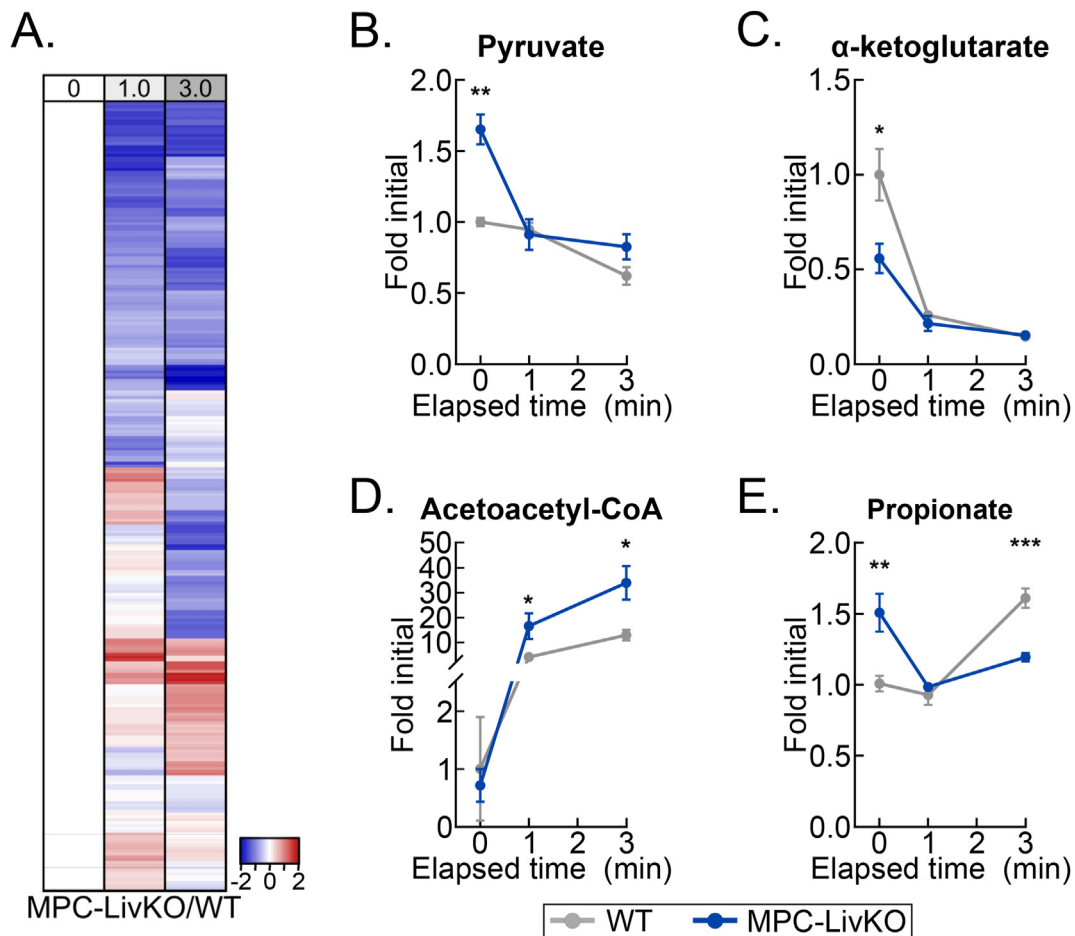 A.
0 1.0 3.0
-2 0 2
MPC-LivKO/WT
B.
Pyruvate
Fold initial
2.0
1.5
1.0
0.5
0.0
**
0 1 2 3
Elapsed time (min)
C.
α-ketoglutarate
Fold initial
1.5
1.0
0.5
0.0
*
0 1 2 3
Elapsed time (min)
D.
Acetoacetyl-CoA
Fold initial
50
40
30
20
10
2
1
0
*
*
0 1 2 3
Elapsed time (min)
E.
Propionate
Fold initial
2.0
1.5
1.0
0.5
0.0
**
***
0 1 2 3
Elapsed time (min)
WT MPC-LivKO